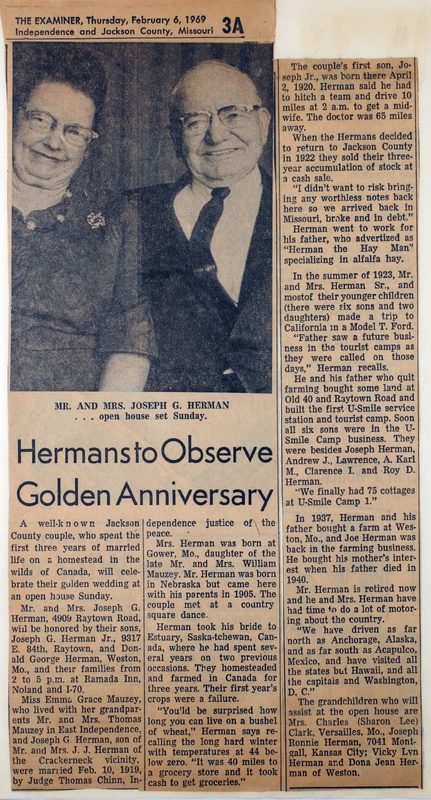 THE EXAMINER, Thursday, February 6, 1969
Independence and Jackson County, Missouri 3A
MR. AND MRS. JOSEPH G. HERMAN
. . . open house set Sunday.
Hermans to Observe
Golden Anniversary
A well-known Jackson
County couple, who spent the
first three years of married
life on a homestead in the
wilds of Canada, will cele-
brate their golden wedding at
an open house Sunday.
Mr. and Mrs. Joseph G.
Herman, 4909 Raytown Road,
wil be honored by their sons,
Joseph G. Herman Jr., 9317
E. 84th, Raytown, and Don-
ald George Herman, Weston,
Mo., and their families from
2 to 5 p.m. at Ramada Inn,
Noland and I-70.
Miss Emma Grace Mauzey,
who lived with her grandpar-
ents Mr. and Mrs. Thomas
Mauzey in East Independence,
and Joseph G. Herman, son of
Mr. and Mrs. J. J. Herman of
the Crackerneck vicinity,
were married Feb. 10, 1919,
by Judge Thomas Chinn, In-
dependence justice of the
peace.
Mrs. Herman was born at
Gower, Mo., daughter of the
late Mr. and Mrs. William
Mauzey. Mr. Herman was born
in Nebraska but came here
with his parents in 1905. The
couple met at a country
square dance.
Herman took his bride to
Estuary, Saska-tchewan, Can-
ada, where he had spent sev-
eral years on two previous
occasions. They homesteaded
and farmed in Canada for
three years. Their first year's
crops were a failure.
"You'd be surprised how
long you can live on a bushel
of wheat," Herman says re-
calling the long hard winter
with temperatures at 44 be-
low zero. "It was 40 miles to
a grocery store and it took
cash to get groceries."
The couple's first son, Jo-
seph Jr., was born there April
2, 1920. Herman said he had
to hitch a team and drive 10
miles at 2 a.m. to get a mid-
wife. The doctor was 65 miles
away.
When the Hermans decided
to return to Jackson County
in 1922 they sold their three-
year accumulation of stock at
a cash sale.
"I didn't want to risk bring-
ing any worthless notes back
here so we arrived back in
Missouri, broke and in debt."
Herman went to work for
his father, who advertised as
"Herman the Hay Man"
specializing in alfalfa hay.
In the summer of 1923, Mr.
and Mrs. Herman Sr., and
mostof their younger children
(there were six sons and two
daughters) made a trip to
California in a Model T. Ford.
"Father saw a future busi-
ness in the tourist camps as
they were called on those
days," Herman recalls.
He and his father who quit
farming bought some land at
Old 40 and Raytown Road and
built the first U-Smile service
station and tourist camp. Soon
all six sons were in the U-
Smile Camp business. They
were besides Joseph Herman,
Andrew J., Lawrence, A. Karl
M., Clarence I. and Roy D.
Herman.
"We finally had 75 cottages
at U-Smile Camp 1."
In 1937, Herman and his
father bought a farm at Wes-
ton, Mo., and Joe Herman was
back in the farming business.
He bought his mother's inter-
est when his father died in
1940.
Mr. Herman is retired now
and he and Mrs. Herman have
had time to do a lot of motor-
ing about the country.
"We have driven as far
north as Anchorage, Alaska,
and as far south as Acapulco,
Mexico, and have visited all
the states but Hawaii, and all
the capitals and Washington,
D. C."
The grandchildren who will
assist at the open house are
Mrs. Charles (Sharon Lee)
Clark, Versailles, Mo., Joseph
Ronnie Herman, 7041 Mont-
gall, Kansas City; Vicky Lyn
Herman and Dona Jean Her-
man of Weston.